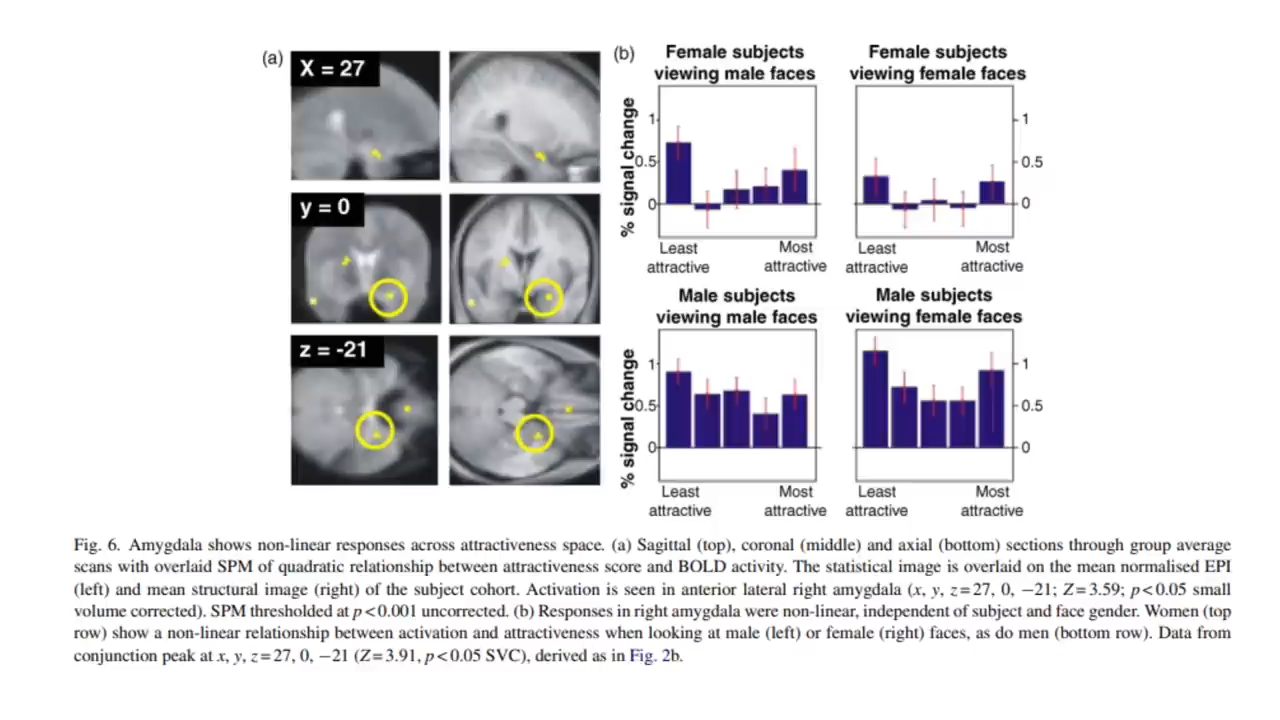 (a)
X = 27
y = 0
z = -21
(b)
Female subjects
viewing male faces
% signal change
1
0.5
0
Least
attractive
Most
attractive
Female subjects
viewing female faces
1
0.5
0
Least
attractive
Most
attractive
Male subjects
viewing male faces
% signal change
1
0.5
0
Least
attractive
Most
attractive
Male subjects
viewing female faces
1
0.5
0
Least
attractive
Most
attractive
Fig. 6. Amygdala shows non-linear responses across attractiveness space. (a) Sagittal (top), coronal (middle) and axial (bottom) sections through group average
scans with overlaid SPM of quadratic relationship between attractiveness score and BOLD activity. The statistical image is overlaid on the mean normalised EPI
(left) and mean structural image (right) of the subject cohort. Activation is seen in anterior lateral right amygdala (x, y, z=27, 0, −21; Z=3.59; p<0.05 small
volume corrected). SPM thresholded at p<0.001 uncorrected. (b) Responses in right amygdala were non-linear, independent of subject and face gender. Women (top
row) show a non-linear relationship between activation and attractiveness when looking at male (left) or female (right) faces, as do men (bottom row). Data from
conjunction peak at x, y, z=27, 0, −21 (Z=3.91, p<0.05 SVC), derived as in Fig. 2b.